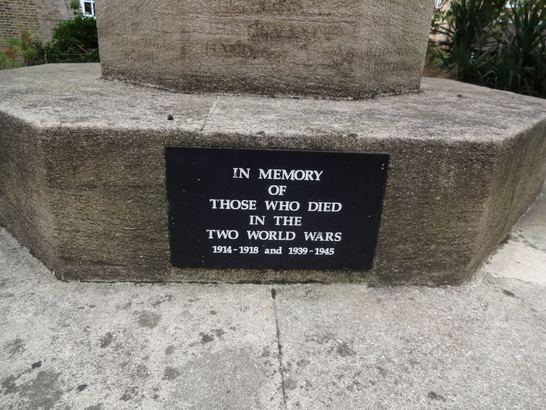 IN MEMORY
OF
THOSE WHO DIED
IN THE
TWO WORLD WARS
1914-1918 and 1939-1945